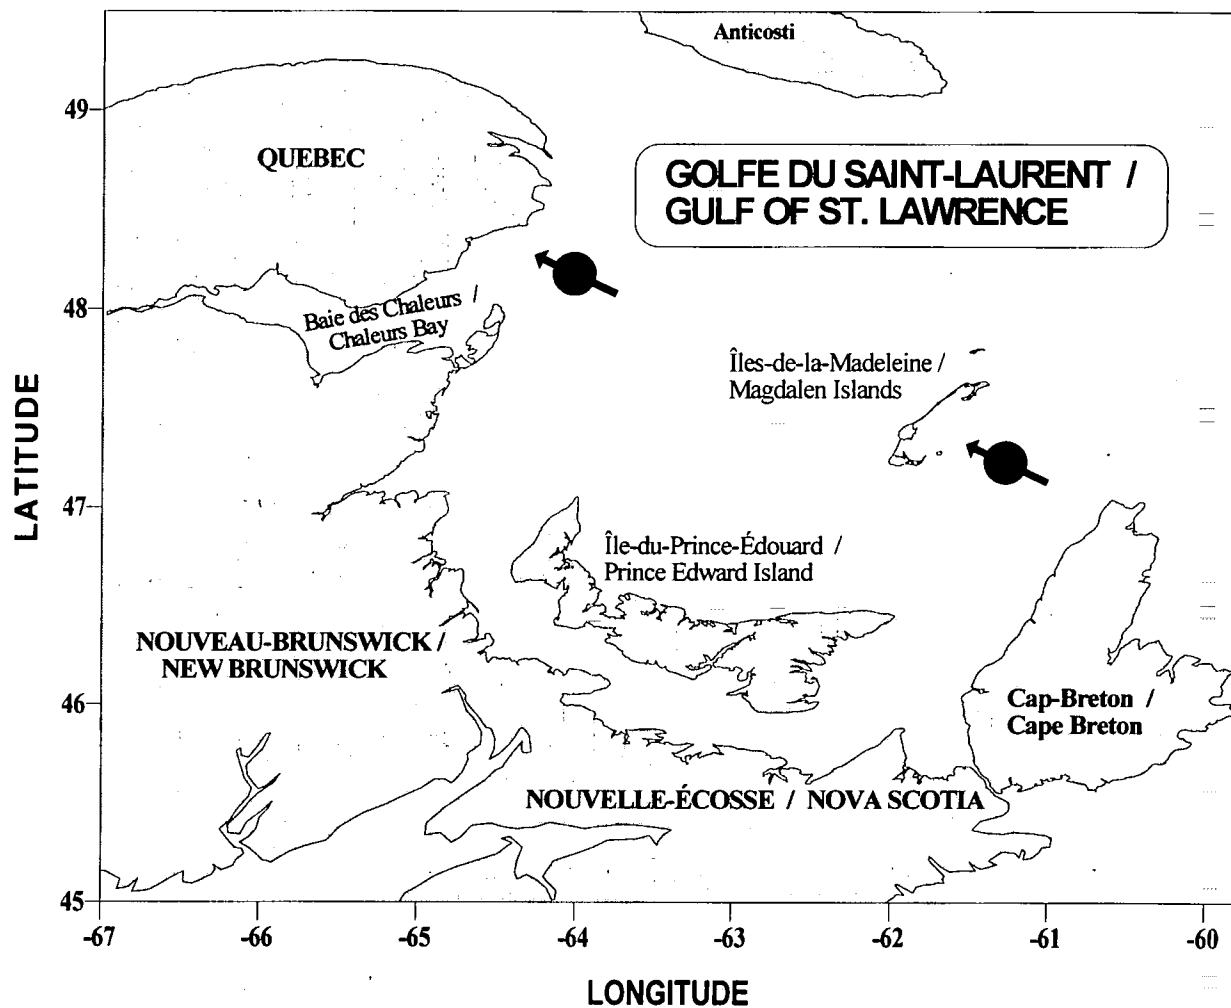 Anticosti
49
QUEBEC
GOLFE DU SAINT-LAURENT /
GULF OF ST. LAWRENCE
48
Baie des Chaleurs /
Chaleurs Bay
Îles-de-la-Madeleine /
Magdalen Islands
LATITUDE
47
Île-du-Prince-Édouard /
Prince Edward Island
NOUVEAU-BRUNSWICK /
NEW BRUNSWICK
46
Cap-Breton /
Cape Breton
NOUVELLE-ÉCOSSE / NOVA SCOTIA
45
-67 -66 -65 -64 -63 -62 -61 -60
LONGITUDE